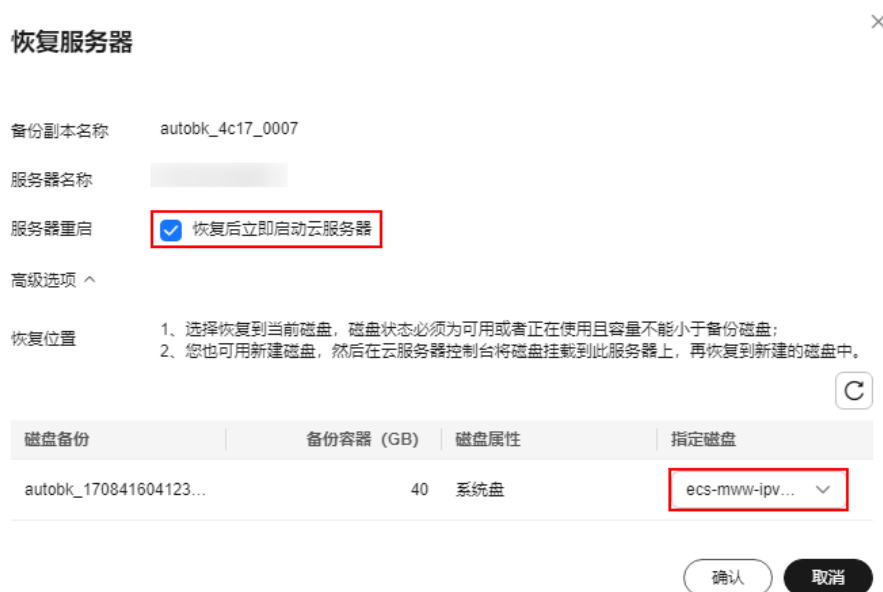 恢复服务器
备份副本名称 autobk_4c17_0007
服务器名称
服务器重启 恢复后立即启动云服务器
高级选项
恢复位置 1、选择恢复到当前磁盘，磁盘状态必须为可用或者正在使用且容量不能小于备份磁盘；
2、您也可用新建磁盘，然后在云服务器控制台将磁盘挂载到此服务器上，再恢复到新建的磁盘中。
磁盘备份 备份容器（GB） 磁盘属性 指定磁盘
autobk_170841604123... 40 系统盘 ecs-mww-ipv...
确认 取消